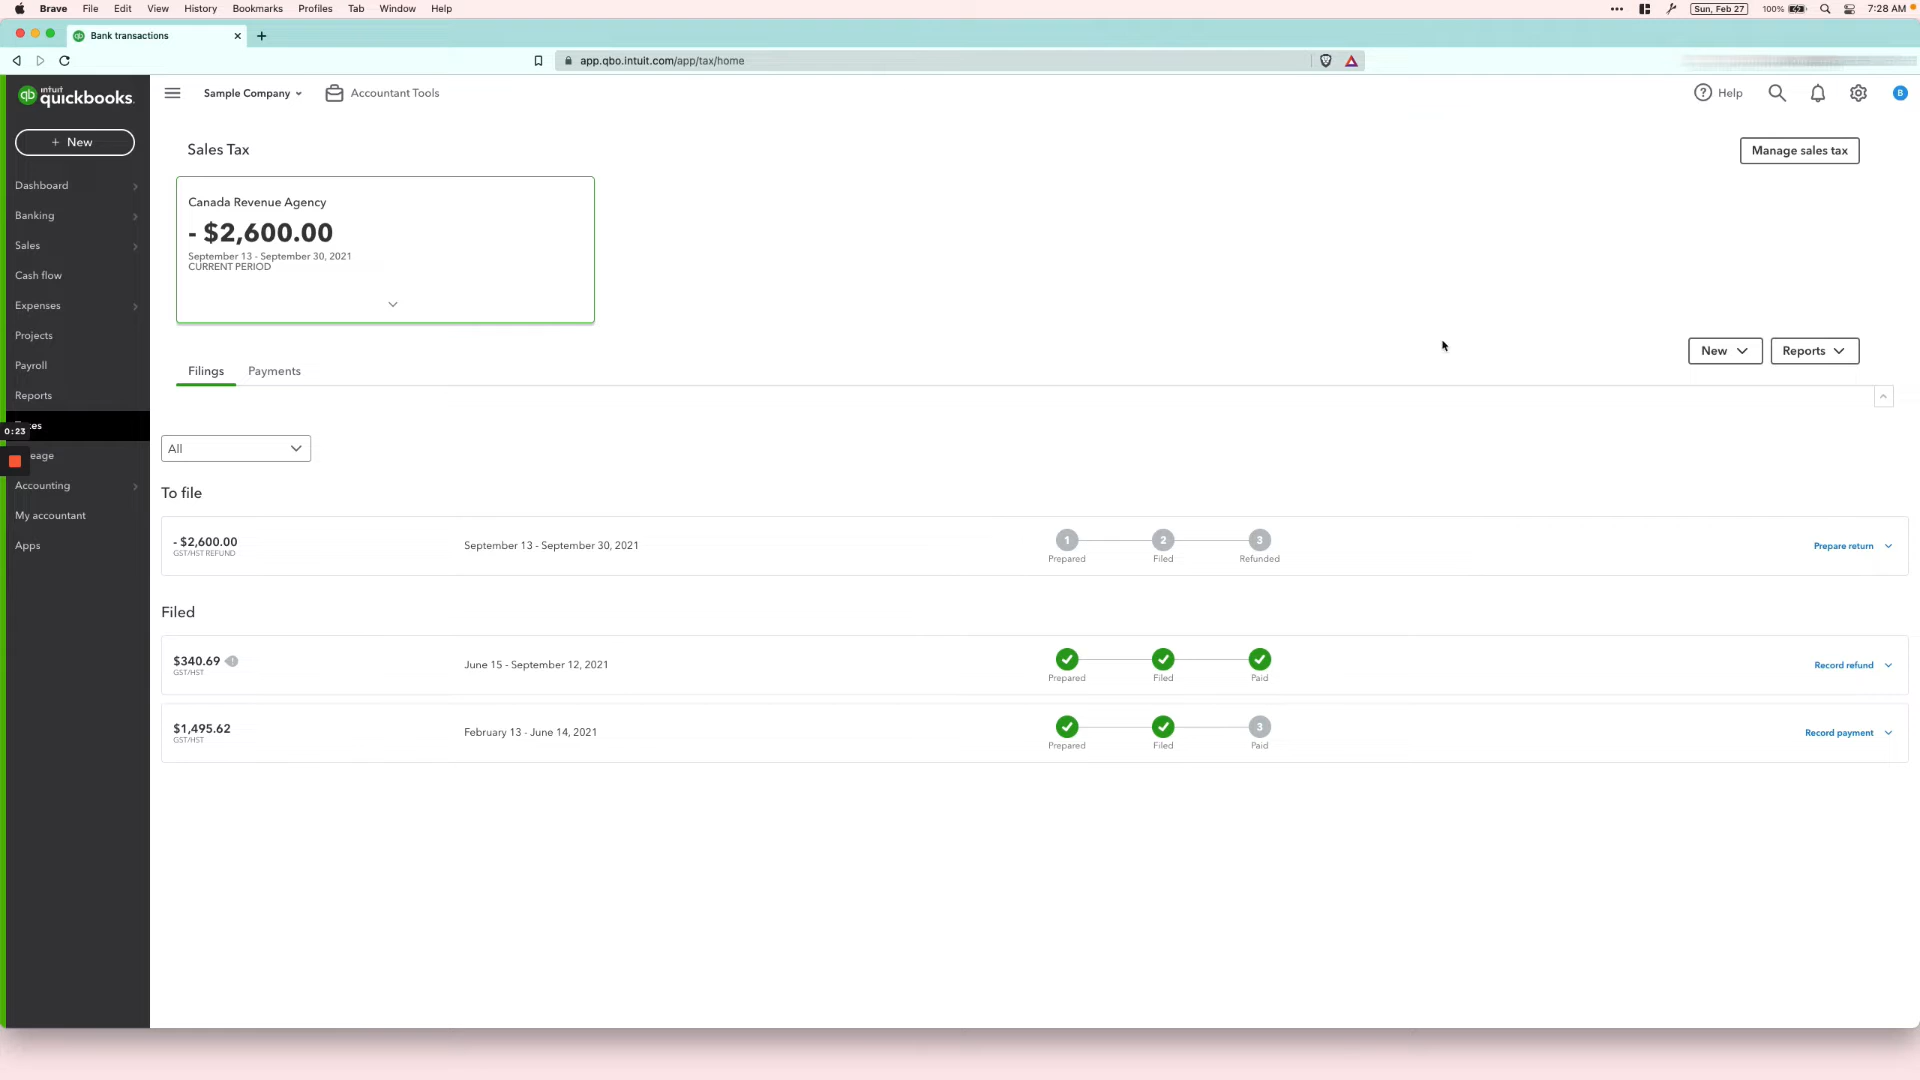 Brave File Edit View History Bookmarks Profiles Tab Window Help
Sun, Feb 27 100% 7:28 AM
Bank transactions
app.qbo.intuit.com/app/tax/home
intuit quickbooks.
Sample Company Accountant Tools Help B
+ New
Sales Tax
Manage sales tax
Dashboard
Banking
Sales
Cash flow
Expenses
Projects
Payroll
Reports
0:23
Accounting
My accountant
Apps
Canada Revenue Agency
- $2,600.00
September 13 - September 30, 2021
CURRENT PERIOD
New Reports
Filings Payments
All
To file
- $2,600.00
GST/HST REFUND
September 13 - September 30, 2021
1 2 3
Prepared Filed Refunded
Prepare return
Filed
$340.69
GST/HST
June 15 - September 12, 2021
Prepared Filed Paid
Record refund
$1,495.62
GST/HST
February 13 - June 14, 2021
3
Prepared Filed Paid
Record payment